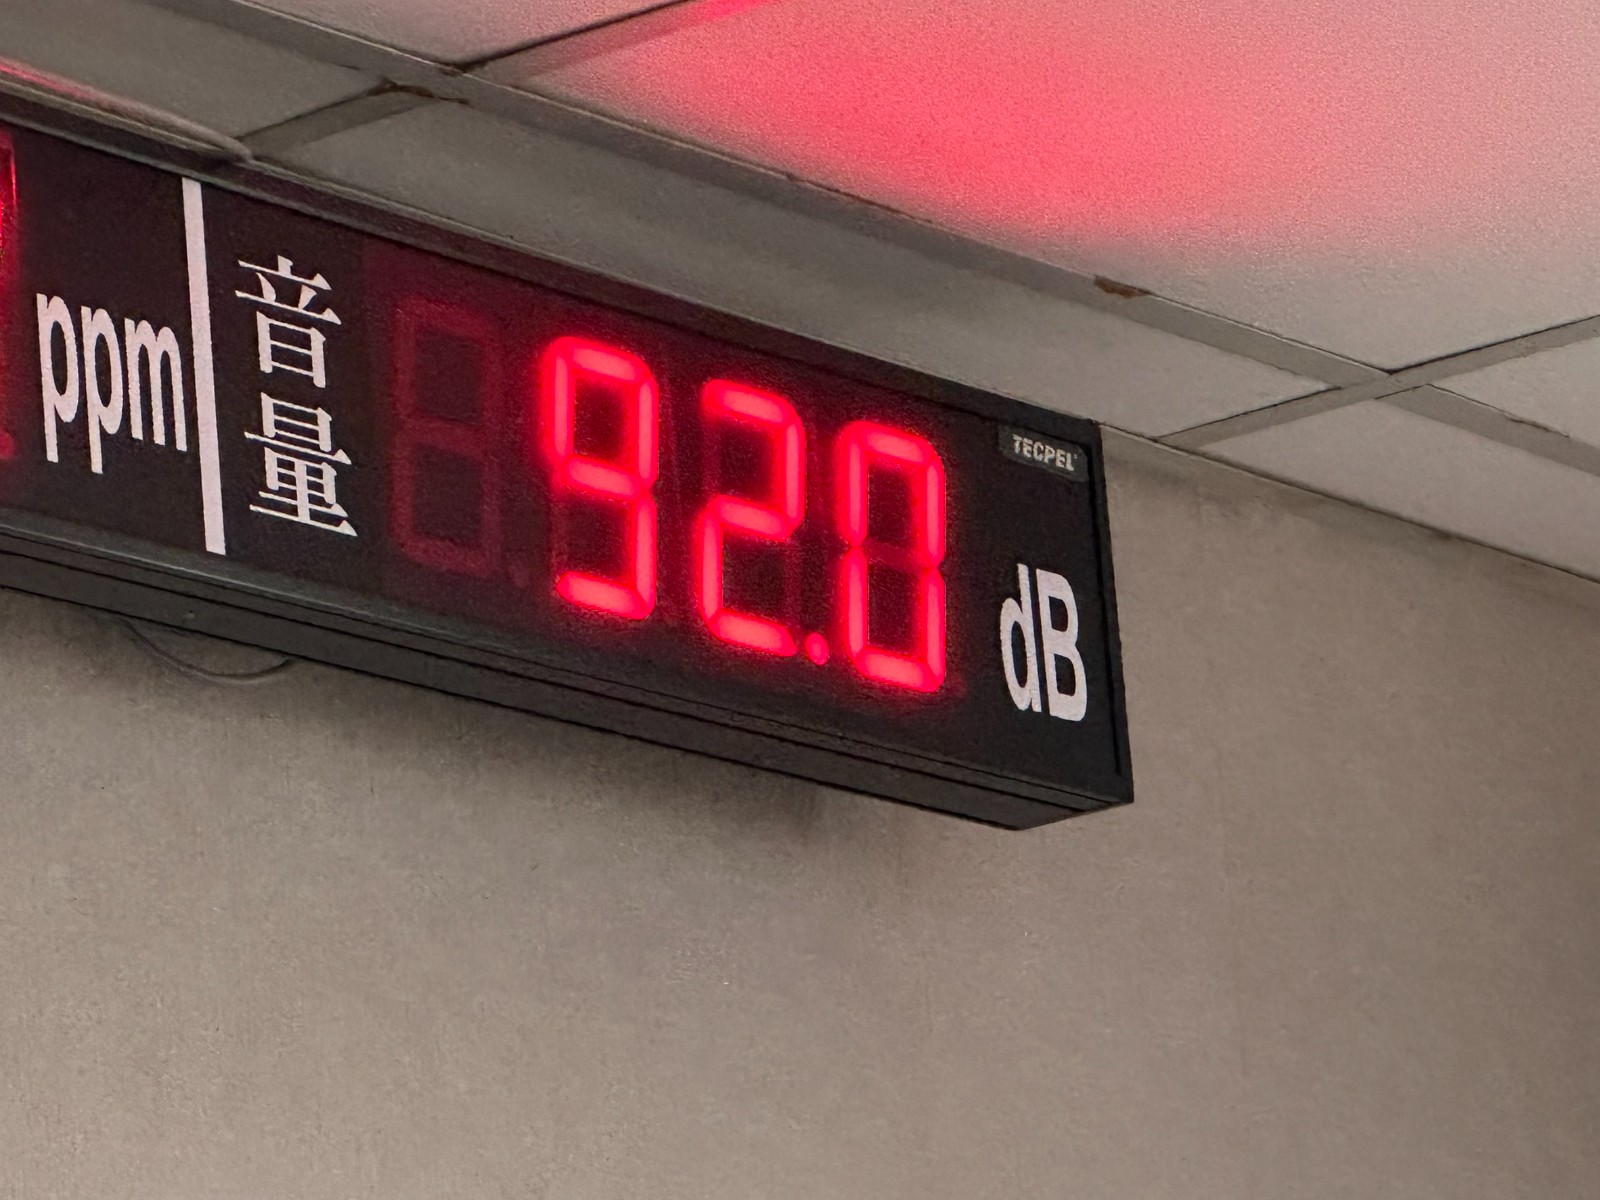 ppm
音量
92.0
dB
TECPEL